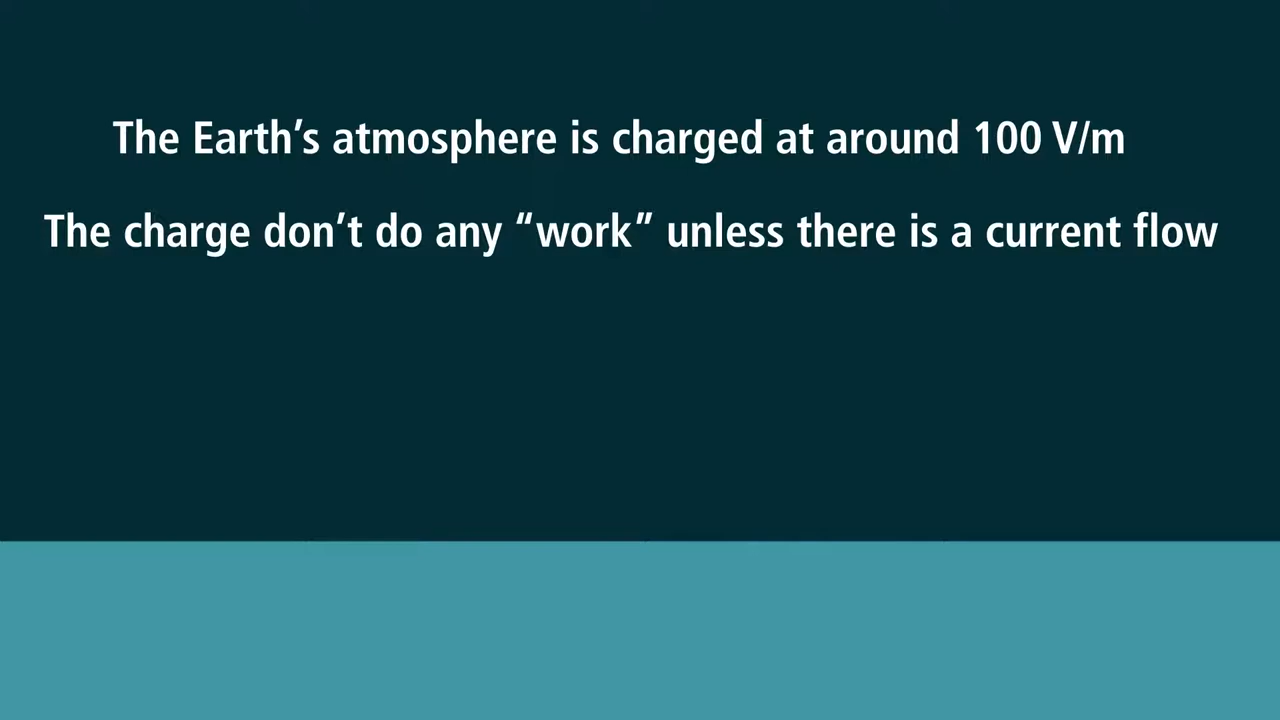 The Earth’s atmosphere is charged at around 100 V/m
The charge don’t do any “work” unless there is a current flow